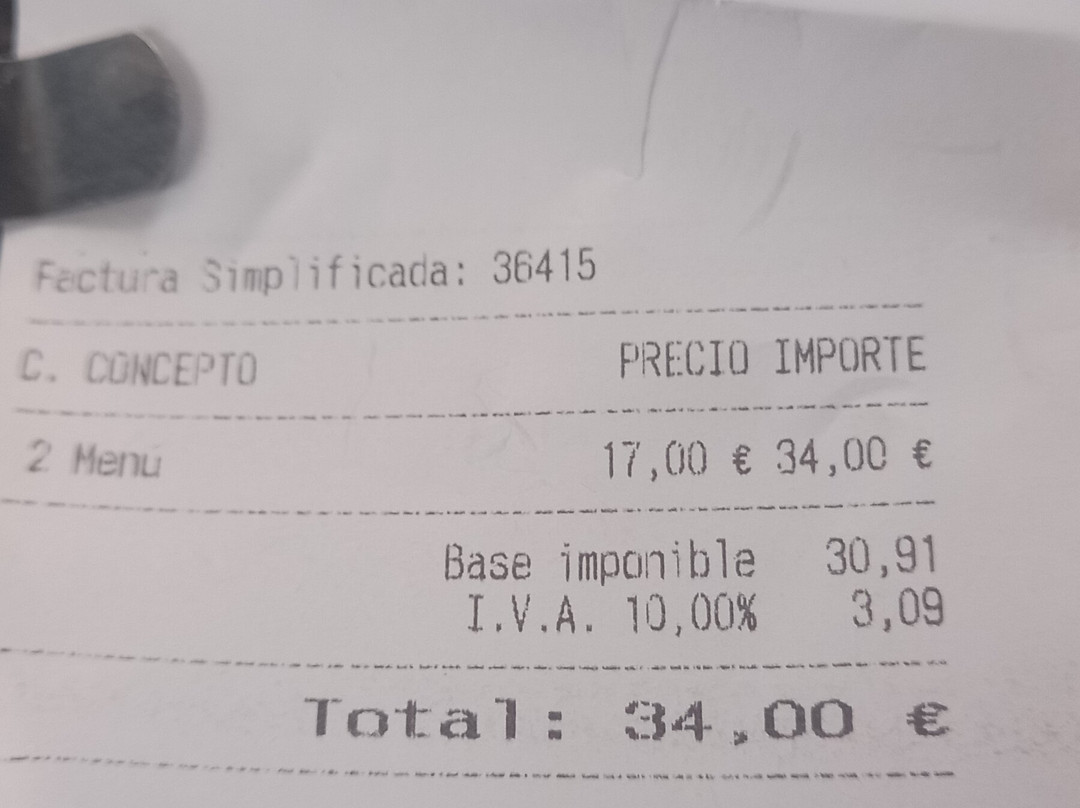 Factura Simplificada: 36415
C. CONCEPTO PRECIO IMPORTE
2 Menú 17,00 € 34,00 €
Base imponible 30,91
I.V.A. 10,00% 3,09
Total: 34,00 €